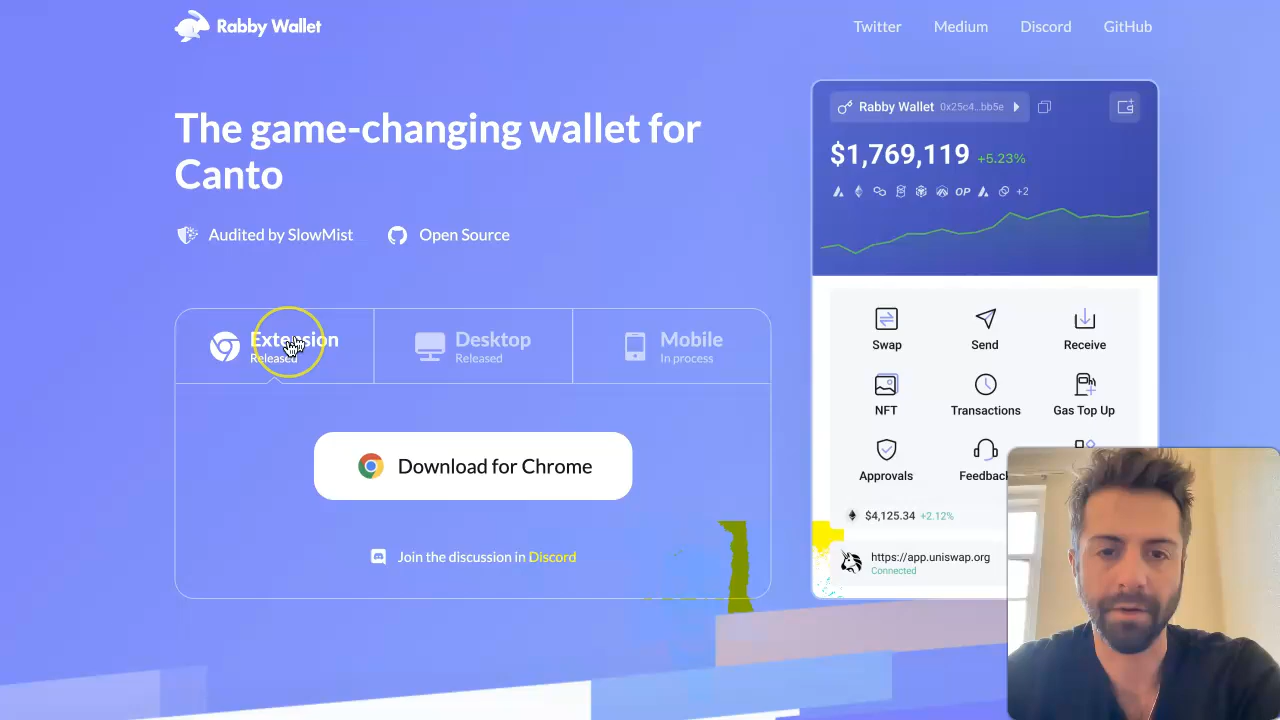 Rabby Wallet
Twitter
Medium
Discord
GitHub
The game-changing wallet for
Canto
Audited by SlowMist
Open Source
Extension
Released
Desktop
Released
Mobile
In process
Download for Chrome
Join the discussion in Discord
Rabby Wallet 0x25c4...bb5e
$1,769,119 +5.23%
OP
+2
Swap
Send
Receive
NFT
Transactions
Gas Top Up
Approvals
Feedback
$4,125.34 +2.12%
https://app.uniswap.org
Connected